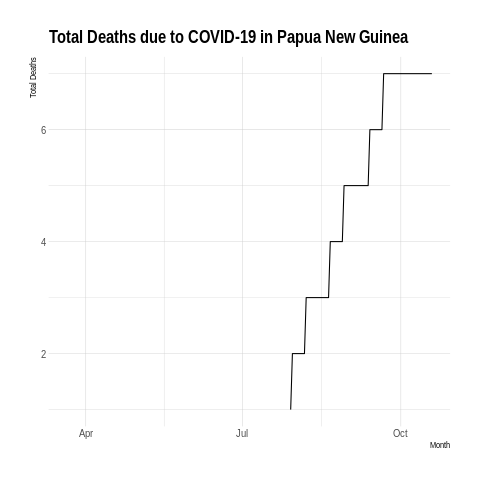 Total Deaths due to COVID-19 in Papua New Guinea
Total Deaths
6
4
2
Apr Jul Oct
Month